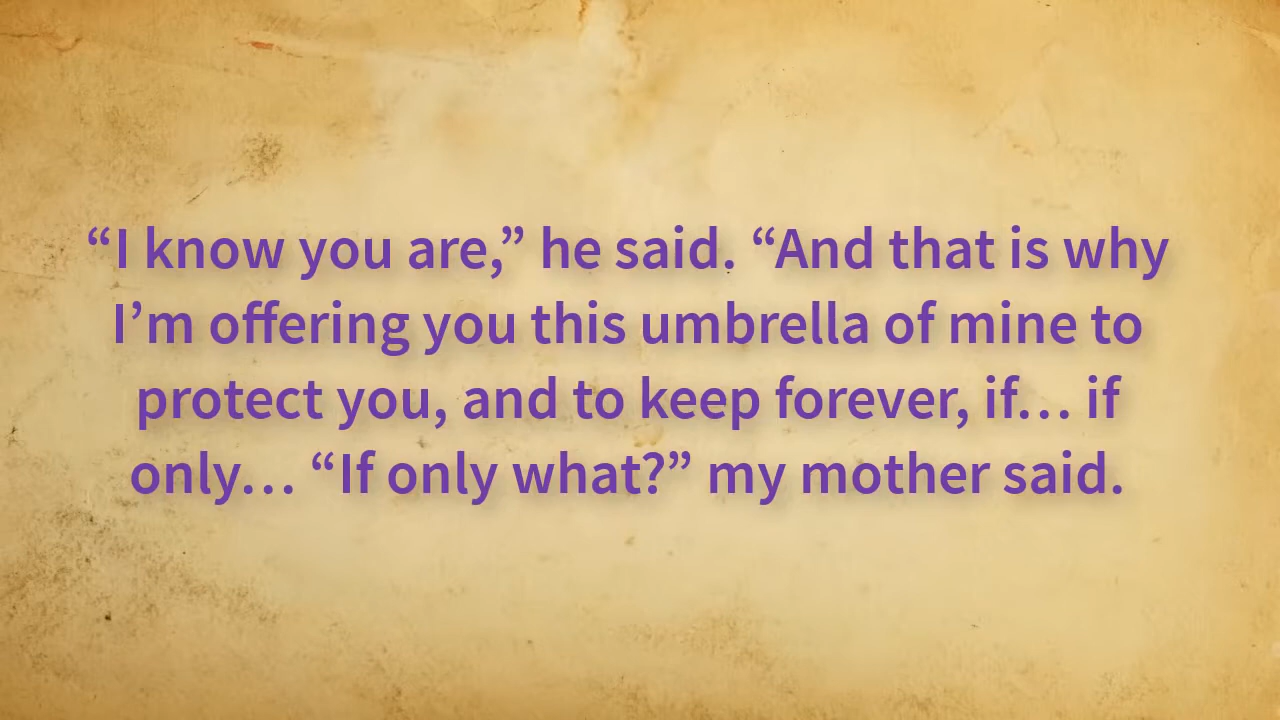 “I know you are,” he said. “And that is why
I’m offering you this umbrella of mine to
protect you, and to keep forever, if… if
only… “If only what?” my mother said.